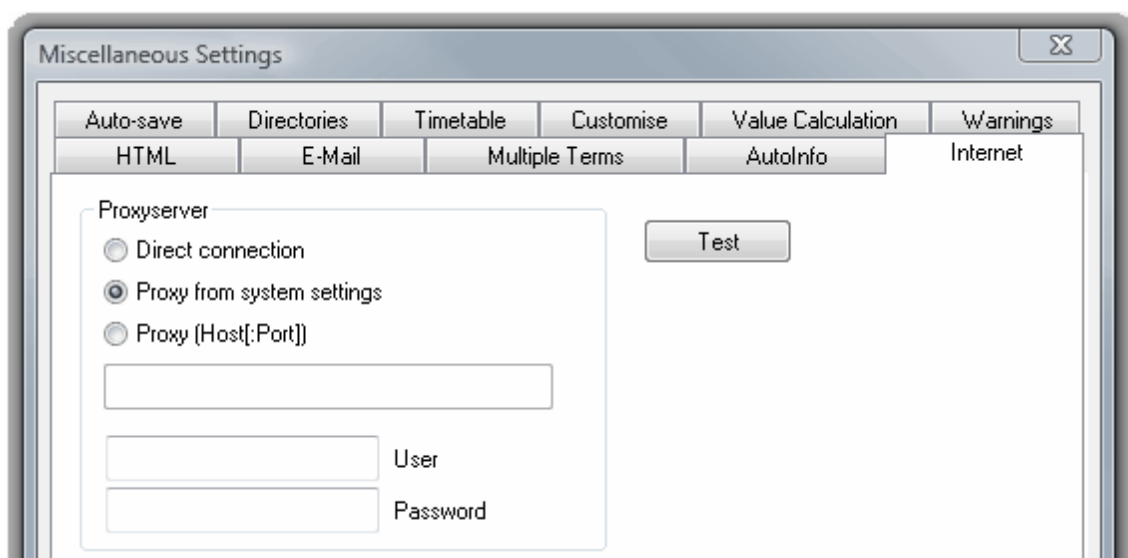 Miscellaneous Settings
Auto-save Directories Timetable Customise Value Calculation Warnings
HTML E-Mail Multiple Terms AutoInfo Internet
Proxyserver
Direct connection
Test
Proxy from system settings
Proxy (Host[:Port])
User
Password